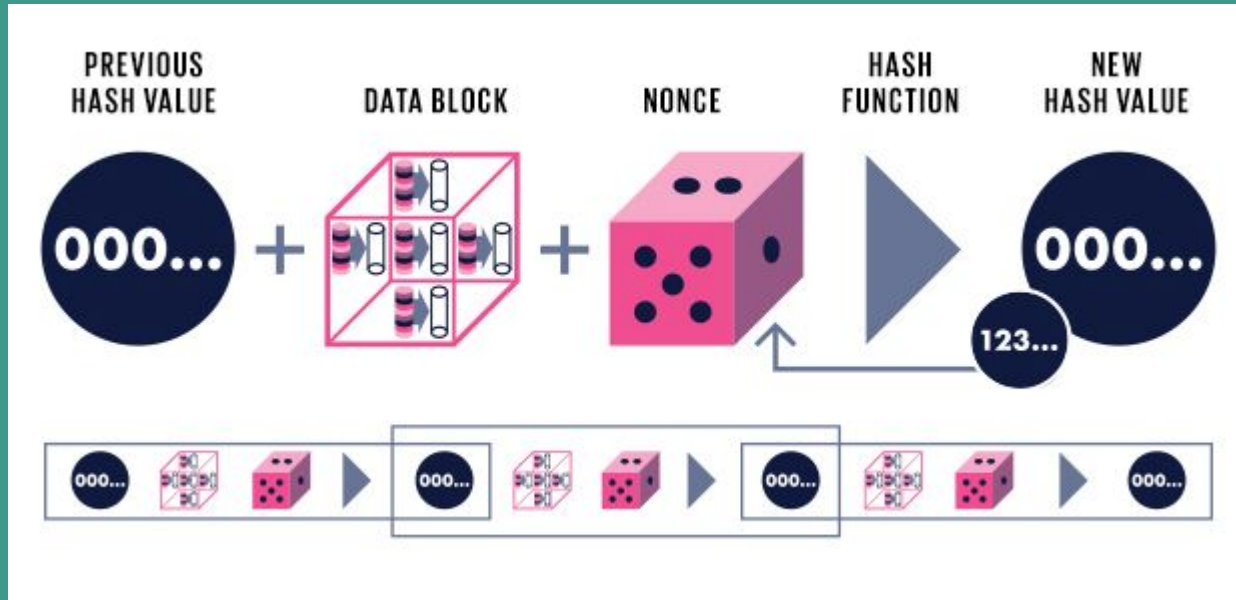 PREVIOUS
HASH VALUE
DATA BLOCK
NONCE
HASH
FUNCTION
NEW
HASH VALUE
000...
000...
123...
000...
000...
000...
000...